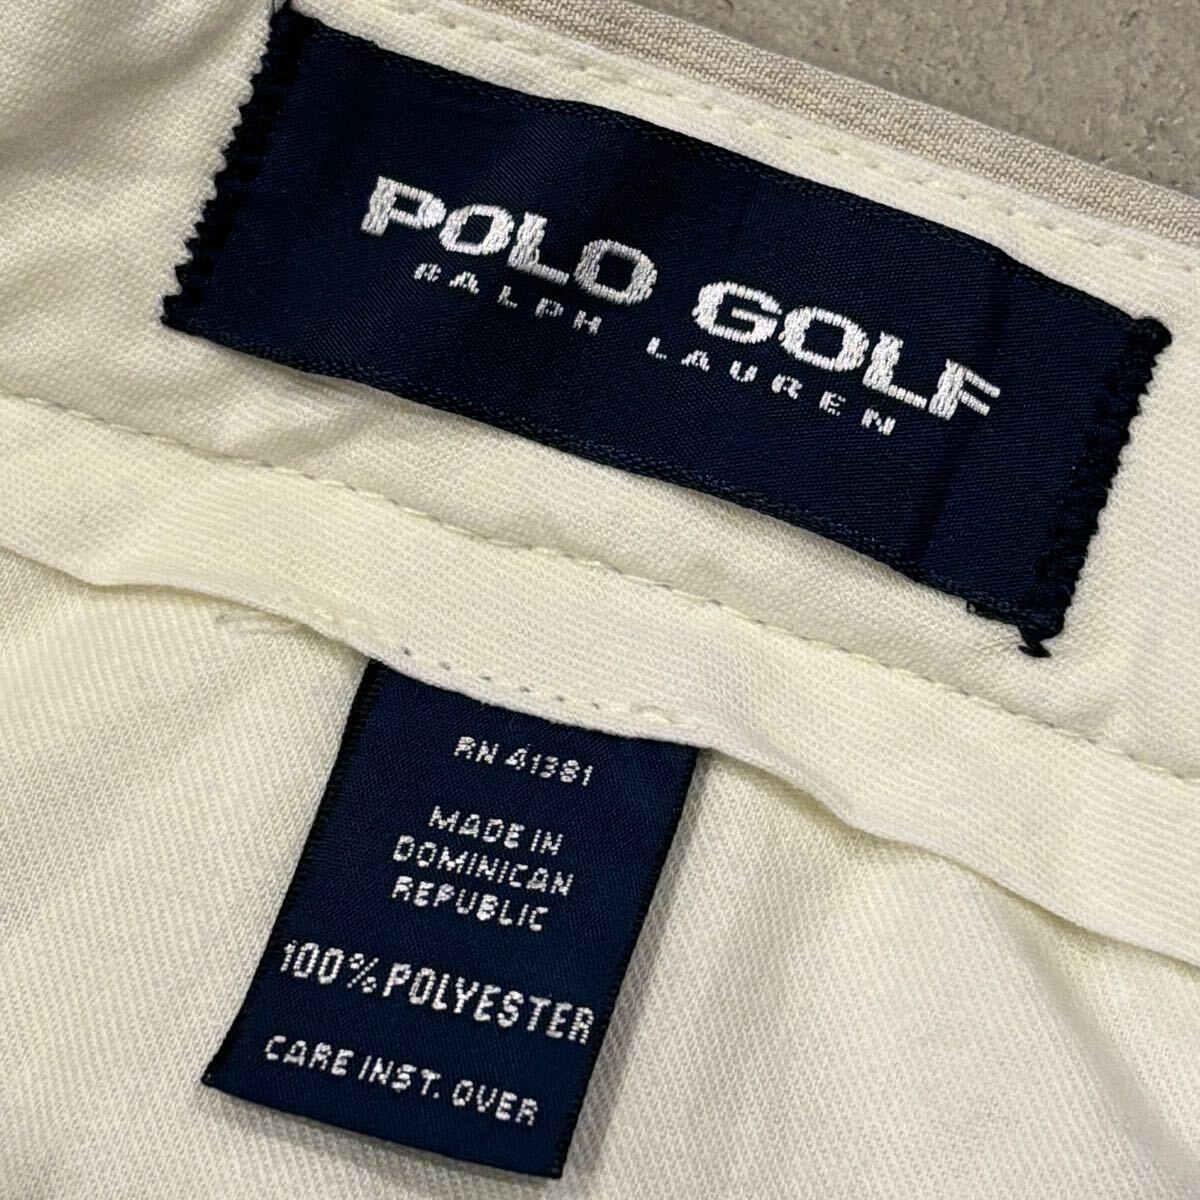 POLO GOLF
RALPH LAUREN
RN 41381
MADE IN
DOMINICAN
REPUBLIC
100% POLYESTER
CARE INST. OVER